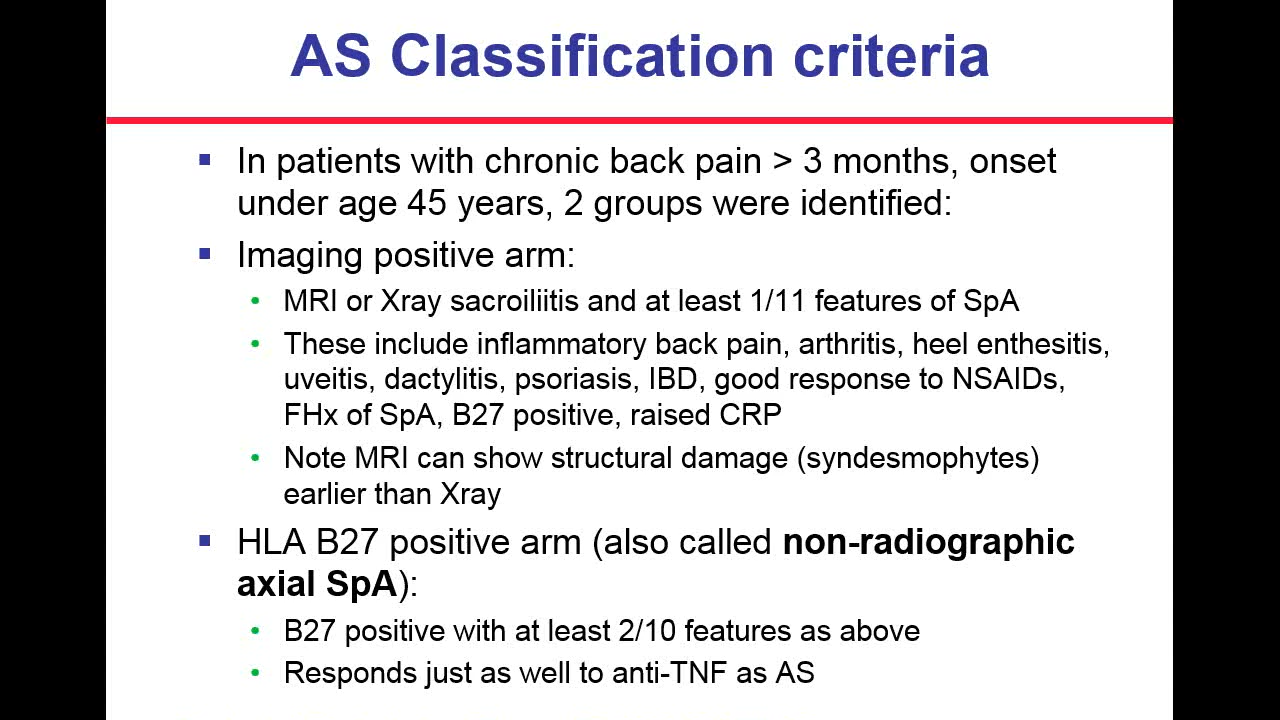 AS Classification criteria
▪ In patients with chronic back pain > 3 months, onset
under age 45 years, 2 groups were identified:
▪ Imaging positive arm:
• MRI or Xray sacroiliitis and at least 1/11 features of SpA
• These include inflammatory back pain, arthritis, heel enthesitis,
uveitis, dactylitis, psoriasis, IBD, good response to NSAIDs,
FHx of SpA, B27 positive, raised CRP
• Note MRI can show structural damage (syndesmophytes)
earlier than Xray
▪ HLA B27 positive arm (also called non-radiographic
axial SpA):
• B27 positive with at least 2/10 features as above
• Responds just as well to anti-TNF as AS